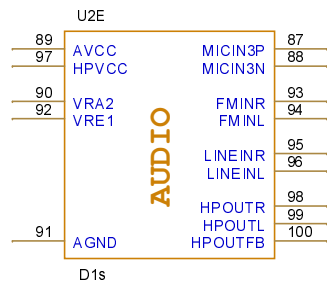 U2E
89 AVCC MICIN3P 87
97 HPVCC MICIN3N 88
90 VRA2 FMINR 93
92 VRE1 FMINL 94
AUDIO
LINEINR 95
LINEINL 96
HPOUTR 98
HPOUTL 99
91 AGND HPOUTFB 100
D1s